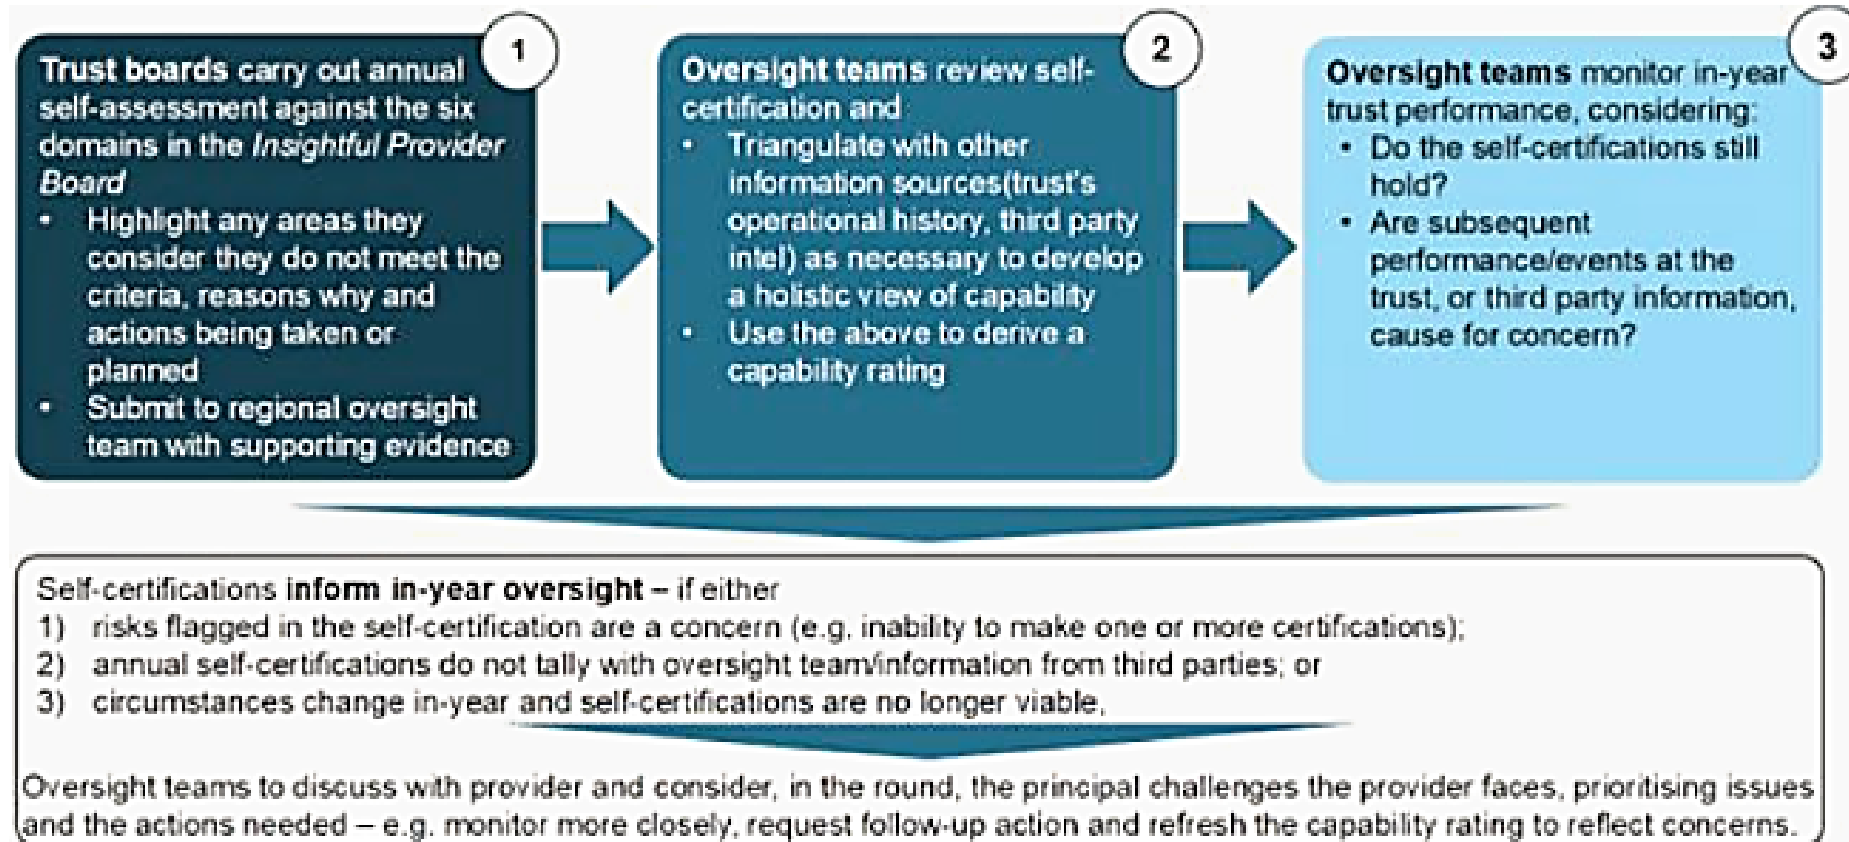 1
Trust boards carry out annual
self-assessment against the six
domains in the Insightful Provider
Board
• Highlight any areas they
consider they do not meet the
criteria, reasons why and
actions being taken or
planned
• Submit to regional oversight
team with supporting evidence
2
Oversight teams review self-
certification and
• Triangulate with other
information sources(trust's
operational history, third party
intel) as necessary to develop
a holistic view of capability
• Use the above to derive a
capability rating
3
Oversight teams monitor in-year
trust performance, considering:
• Do the self-certifications still
hold?
• Are subsequent
performance/events at the
trust, or third party information,
cause for concern?
Self-certifications inform in-year oversight – if either
1) risks flagged in the self-certification are a concern (e.g. inability to make one or more certifications);
2) annual self-certifications do not tally with oversight team/information from third parties; or
3) circumstances change in-year and self-certifications are no longer viable,
Oversight teams to discuss with provider and consider, in the round, the principal challenges the provider faces, prioritising issues
and the actions needed – e.g. monitor more closely, request follow-up action and refresh the capability rating to reflect concerns.